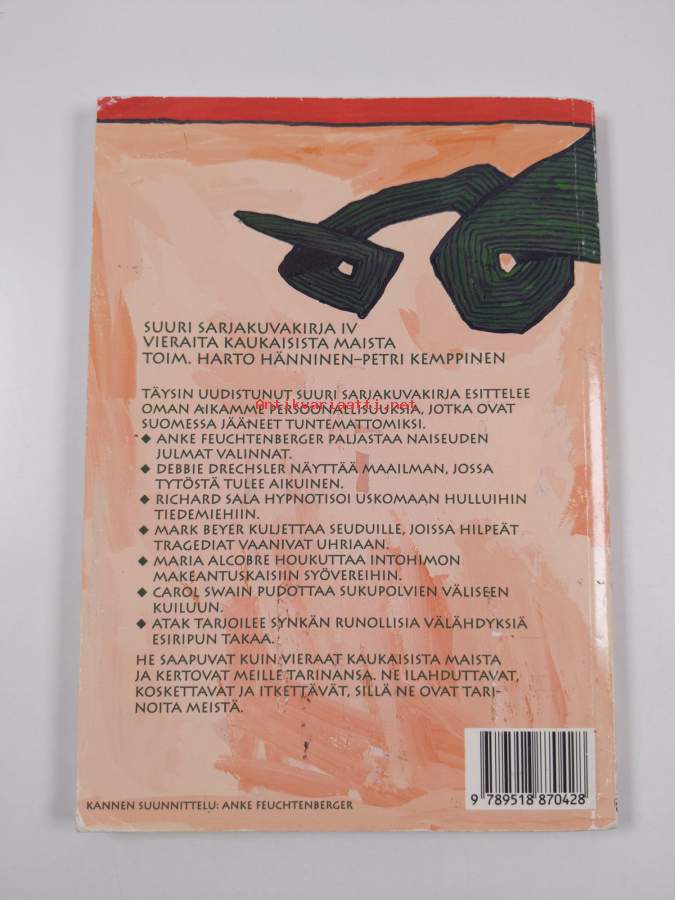 SUURI SARJAKUVAKIRJA IV
VIERAITA KAUKAISISTA MAISTA
TOIM. HARTO HÄNNINEN–PETRI KEMPPINEN
TÄYSIN UUDISTUNUT SUURI SARJAKUVAKIRJA ESITTELEE
OMAN AIKAMME PERSOONALLISUUKSIA, JOTKA OVAT
antikvariaatti.net
SUOMESSA JÄÄNEET TUNTEMATTOMIKSI.
◆ ANKE FEUCHTENBERGER PALJASTAA NAISEUDEN
JULMAT VALINNAT.
◆ DEBBIE DRECHSLER NÄYTTÄÄ MAAILMAN, JOSSA
TYTÖSTÄ TULEE AIKUINEN.
◆ RICHARD SALA HYPNOTISOI USKOMAAN HULLUIHIN
TIEDEMIEHIIN.
◆ MARK BEYER KULJETTAA SEUDUILLE, JOISSA HILPEÄT
TRAGEDIAT VAANIVAT UHRIAAN.
◆ MARIA ALCOBRE HOUKUTTAA INTOHIMON
MAKEANTUSKAISIIN SYÖVEREIHIN.
◆ CAROL SWAIN PUDOTTAA SUKUPOLVIEN VÄLISEEN
KUILUUN.
◆ ATAK TARJOILEE SYNKÄN RUNOLLISIA VÄLÄHDYKSIÄ
ESIRIPUN TAKAA.
HE SAAPUVAT KUIN VIERAAT KAUKAISISTA MAISTA
JA KERTOVAT MEILLE TARINANSA. NE ILAHDUTTAVAT,
KOSKETTAVAT JA ITKETTÄVÄT, SILLÄ NE OVAT TARI-
NOITA MEISTÄ.
KANNEN SUUNNITTELU: ANKE FEUCHTENBERGER
9 789518 870428